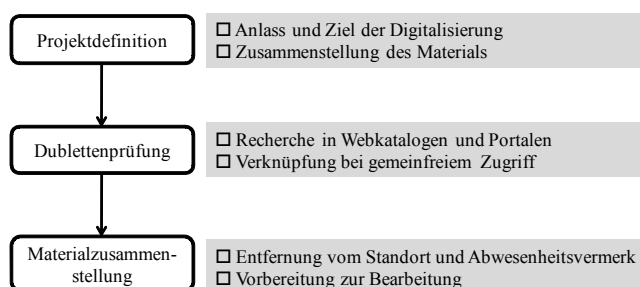 Projektdefinition
☐ Anlass und Ziel der Digitalisierung
☐ Zusammenstellung des Materials
Dublettenprüfung
☐ Recherche in Webkatalogen und Portalen
☐ Verknüpfung bei gemeinfreiem Zugriff
Materialzusammen-
stellung
☐ Entfernung vom Standort und Abwesenheitsvermerk
☐ Vorbereitung zur Bearbeitung